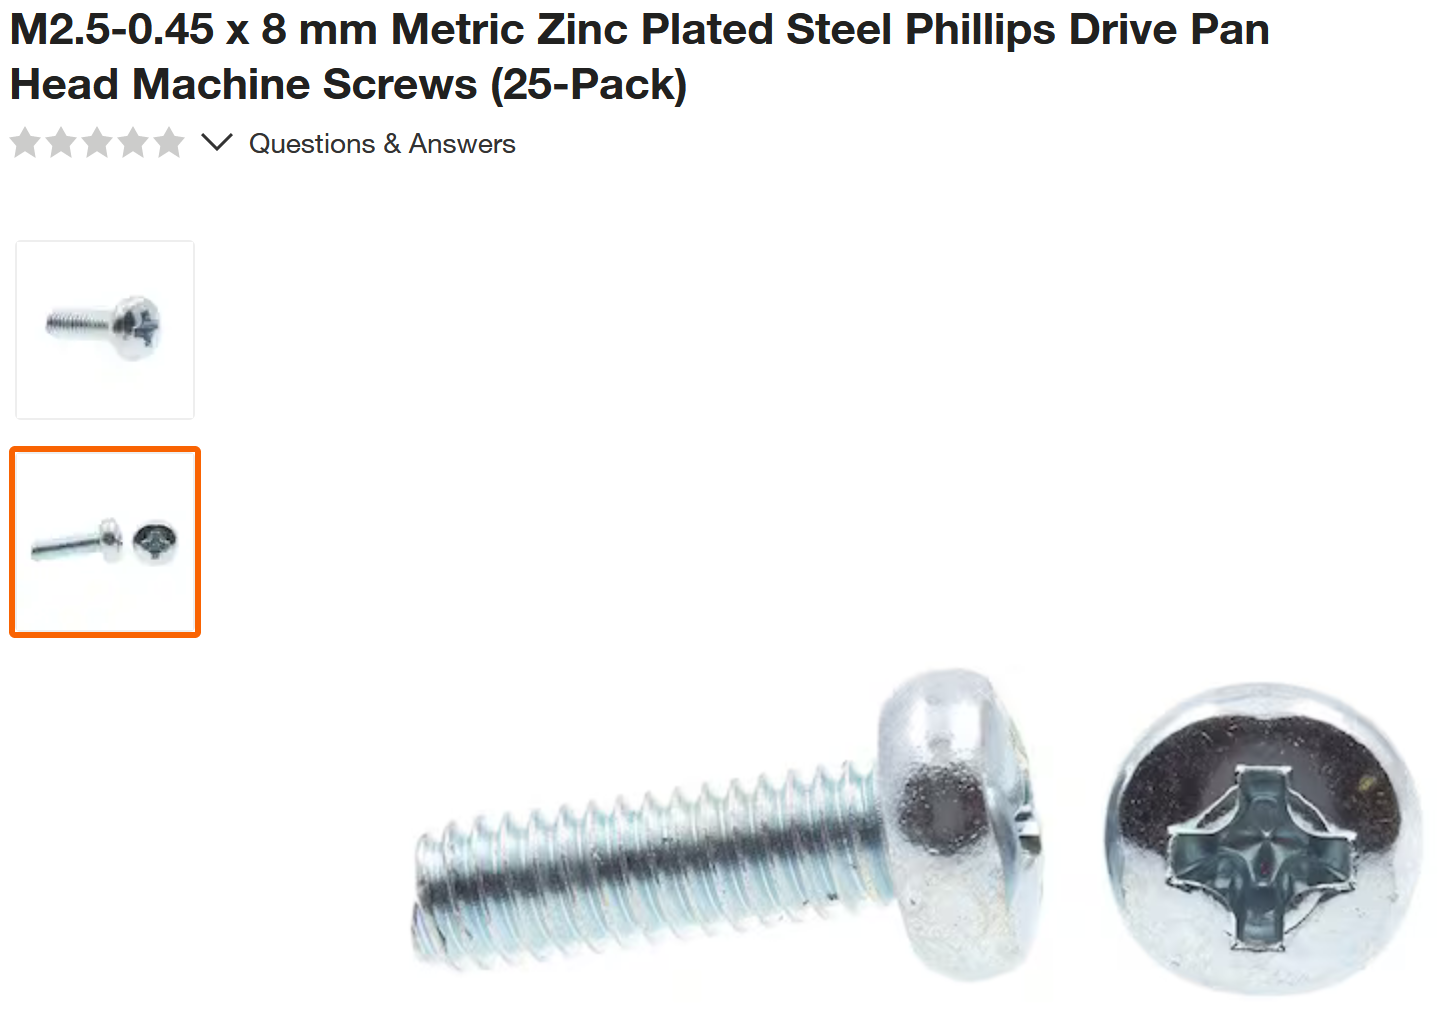 M2.5-0.45 x 8 mm Metric Zinc Plated Steel Phillips Drive Pan
Head Machine Screws (25-Pack)
Questions & Answers